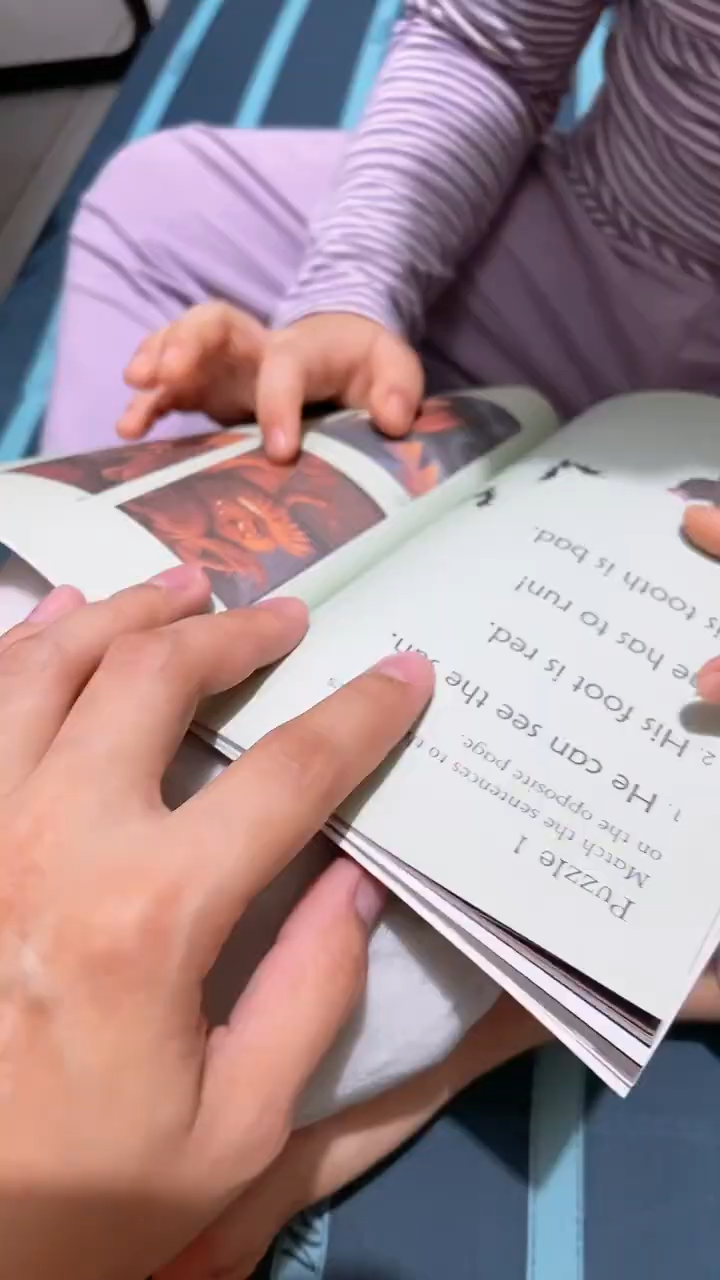 Puzzle 1
Match the sentences to
on the opposite page.
1. He can see the
2. His foot is red.
has to run!
tooth is bad.